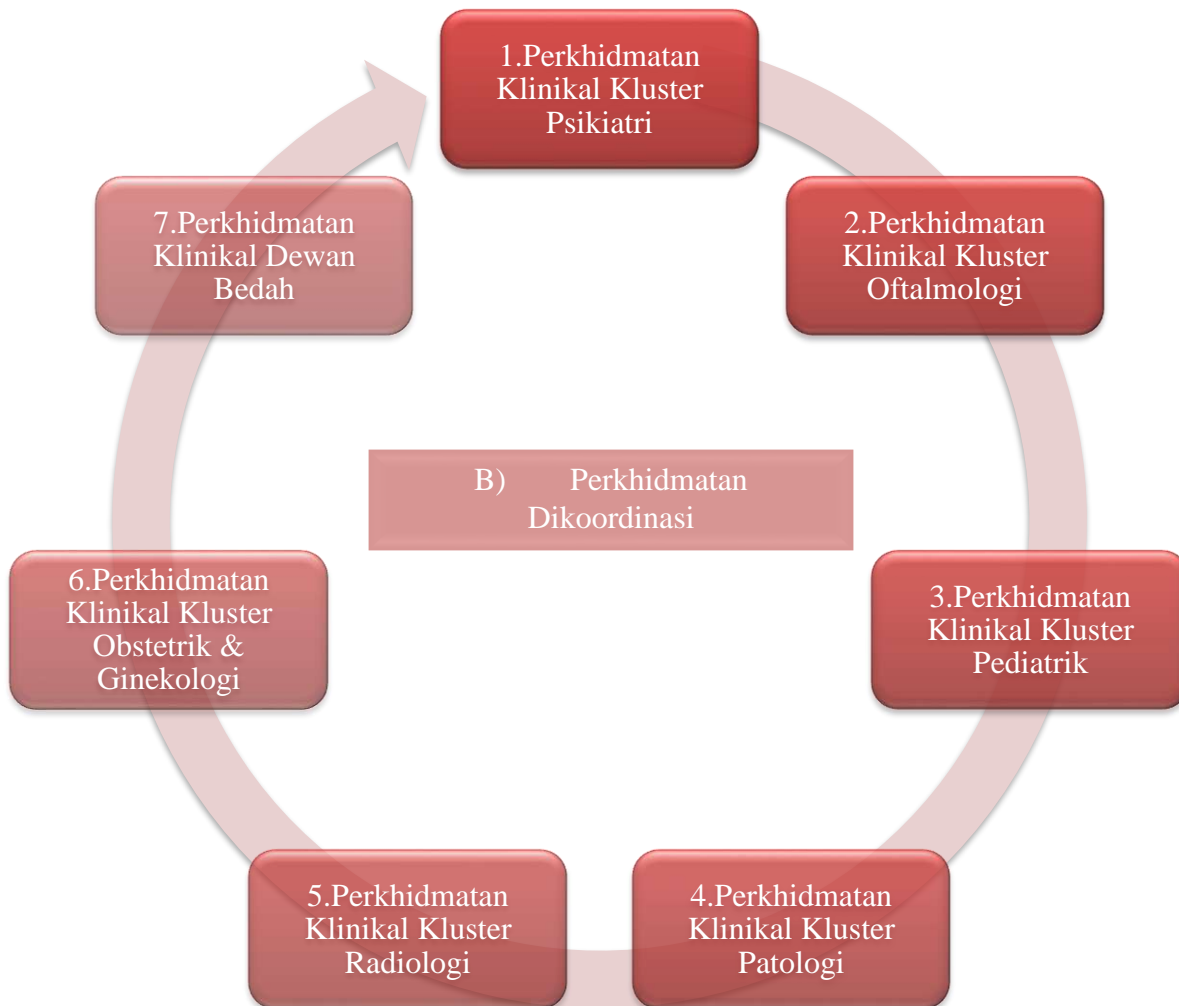 1.Perkhidmatan
Klinikal Kluster
Psikiatri
2.Perkhidmatan
Klinikal Kluster
Oftalmologi
3.Perkhidmatan
Klinikal Kluster
Pediatrik
4.Perkhidmatan
Klinikal Kluster
Patologi
5.Perkhidmatan
Klinikal Kluster
Radiologi
6.Perkhidmatan
Klinikal Kluster
Obstetrik &
Ginekologi
7.Perkhidmatan
Klinikal Dewan
Bedah
B) Perkhidmatan
Dikoordinasi